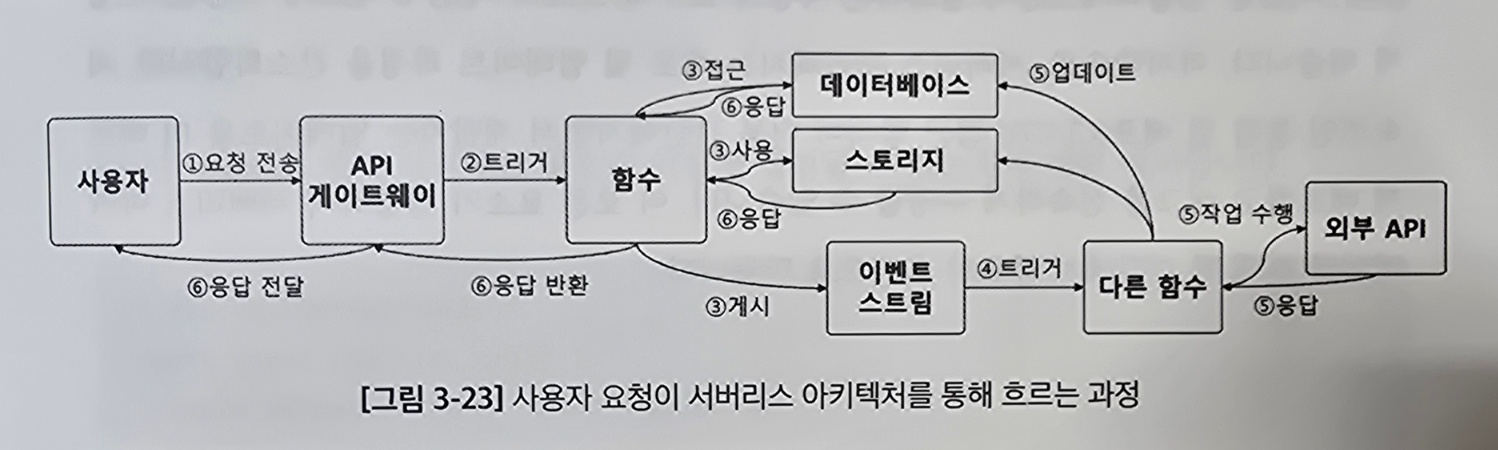 ③접근
데이터베이스
⑤업데이트
⑥응답
사용자
①요청 전송
API
게이트웨이
②트리거
함수
③사용
스토리지
⑥응답
⑤작업 수행
외부 API
⑥응답 전달
⑥응답 반환
③게시
이벤트
스트림
④트리거
다른 함수
⑤응답
[그림 3-23] 사용자 요청이 서버리스 아키텍처를 통해 흐르는 과정